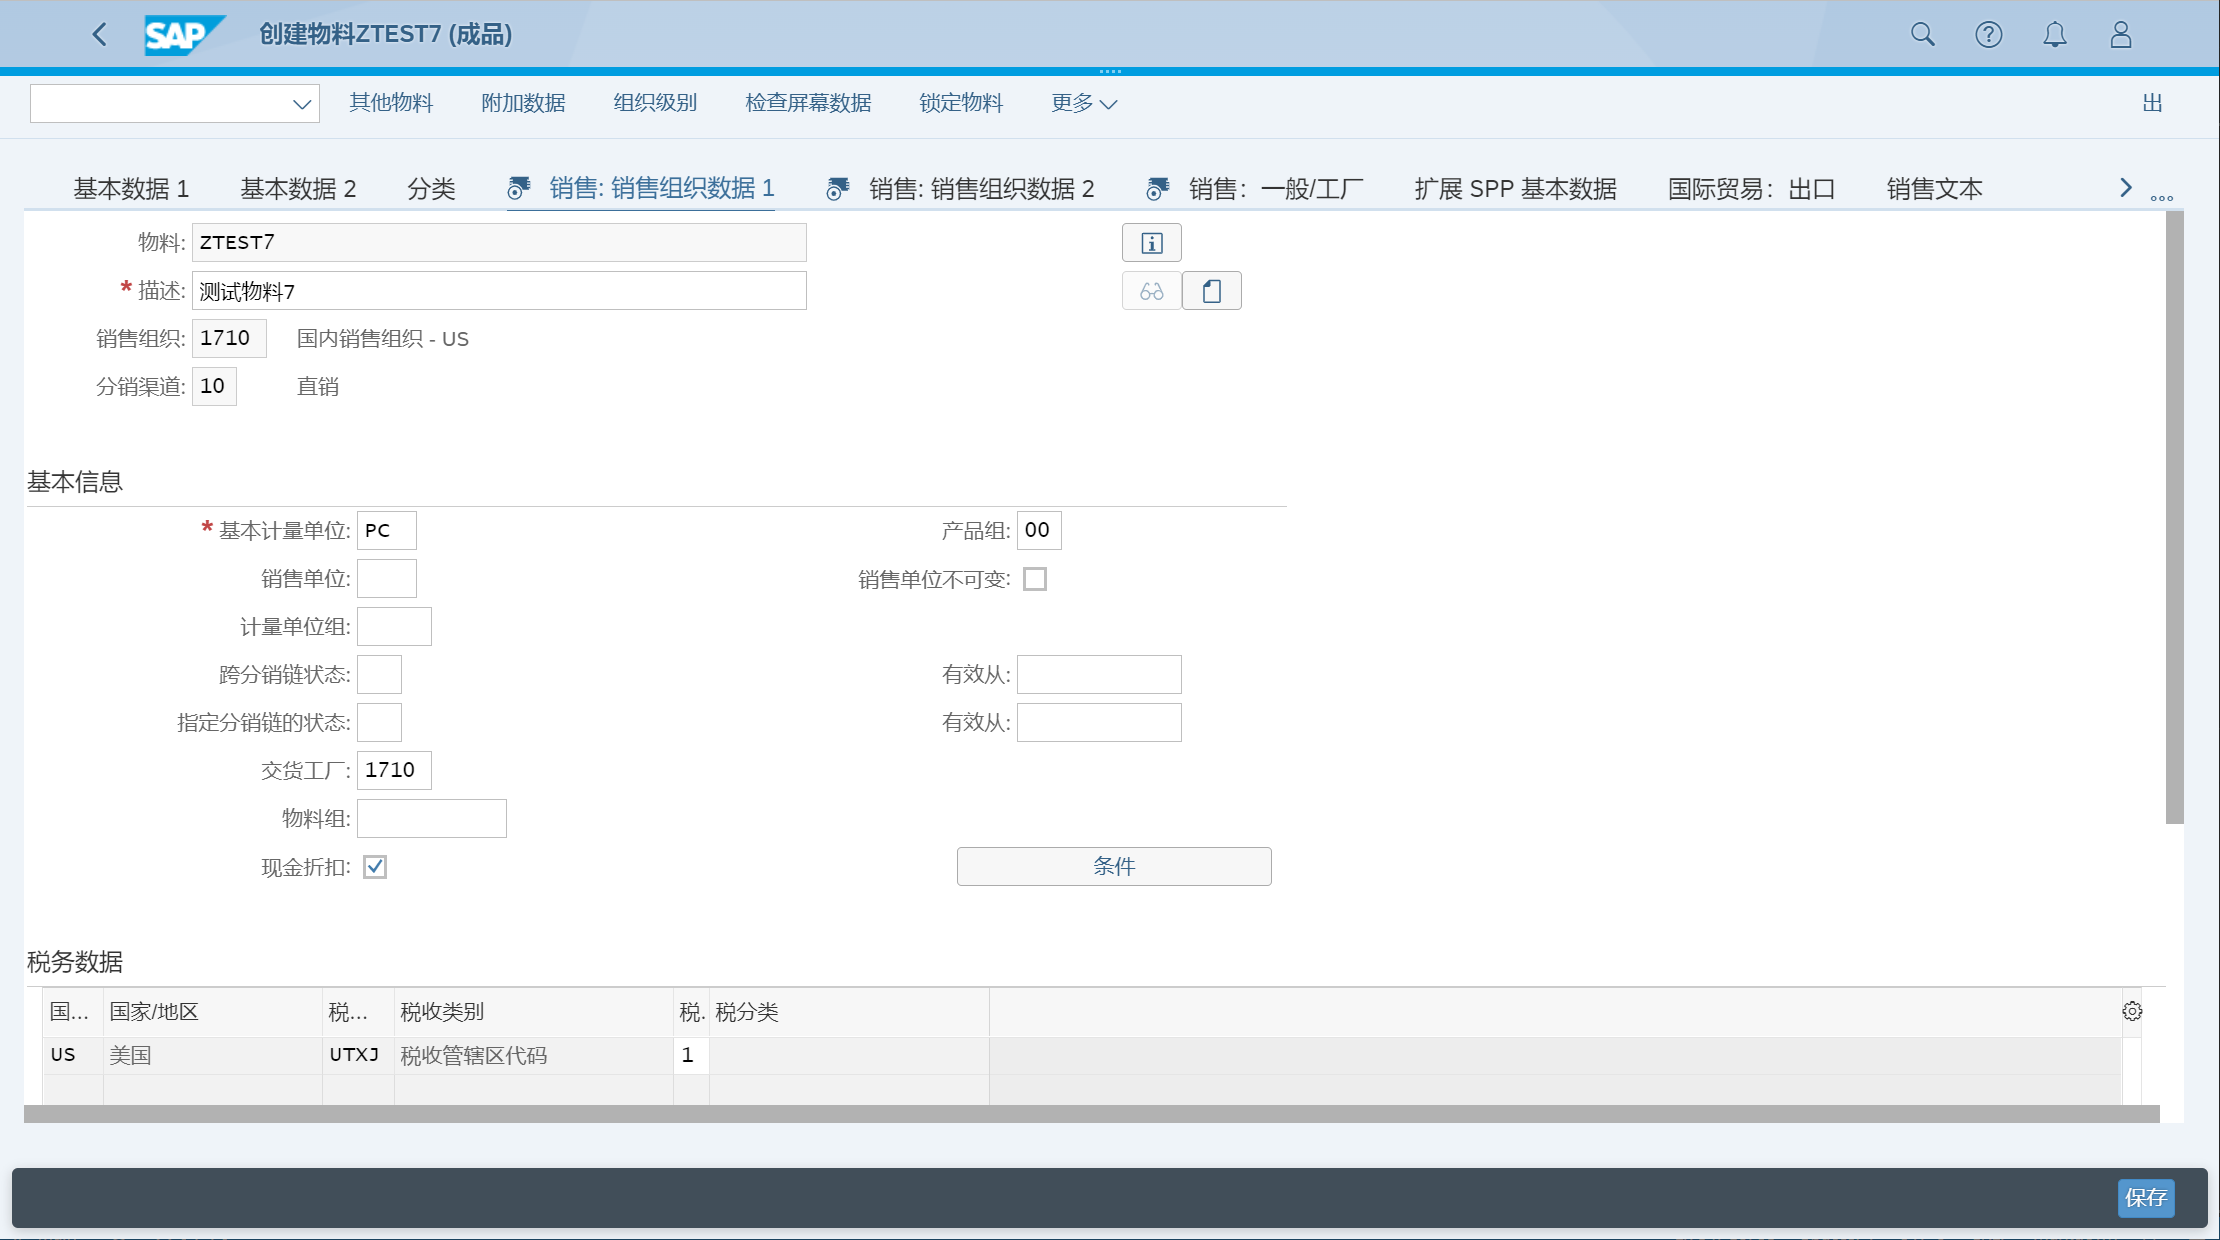 SAP 创建物料ZTEST7 (成品)
其他物料 附加数据 组织级别 检查屏幕数据 锁定物料 更多 出
基本数据 1 基本数据 2 分类 销售: 销售组织数据 1 销售: 销售组织数据 2 销售：一般/工厂 扩展 SPP 基本数据 国际贸易：出口 销售文本
物料: ZTEST7
* 描述: 测试物料7
销售组织: 1710 国内销售组织 - US
分销渠道: 10 直销
基本信息
* 基本计量单位: PC 产品组: 00
销售单位: 销售单位不可变:
计量单位组:
跨分销链状态: 有效从:
指定分销链的状态: 有效从:
交货工厂: 1710
物料组:
现金折扣: 条件
税务数据
国... 国家/地区 税... 税收类别 税. 税分类
US 美国 UTXJ 税收管辖区代码 1
保存